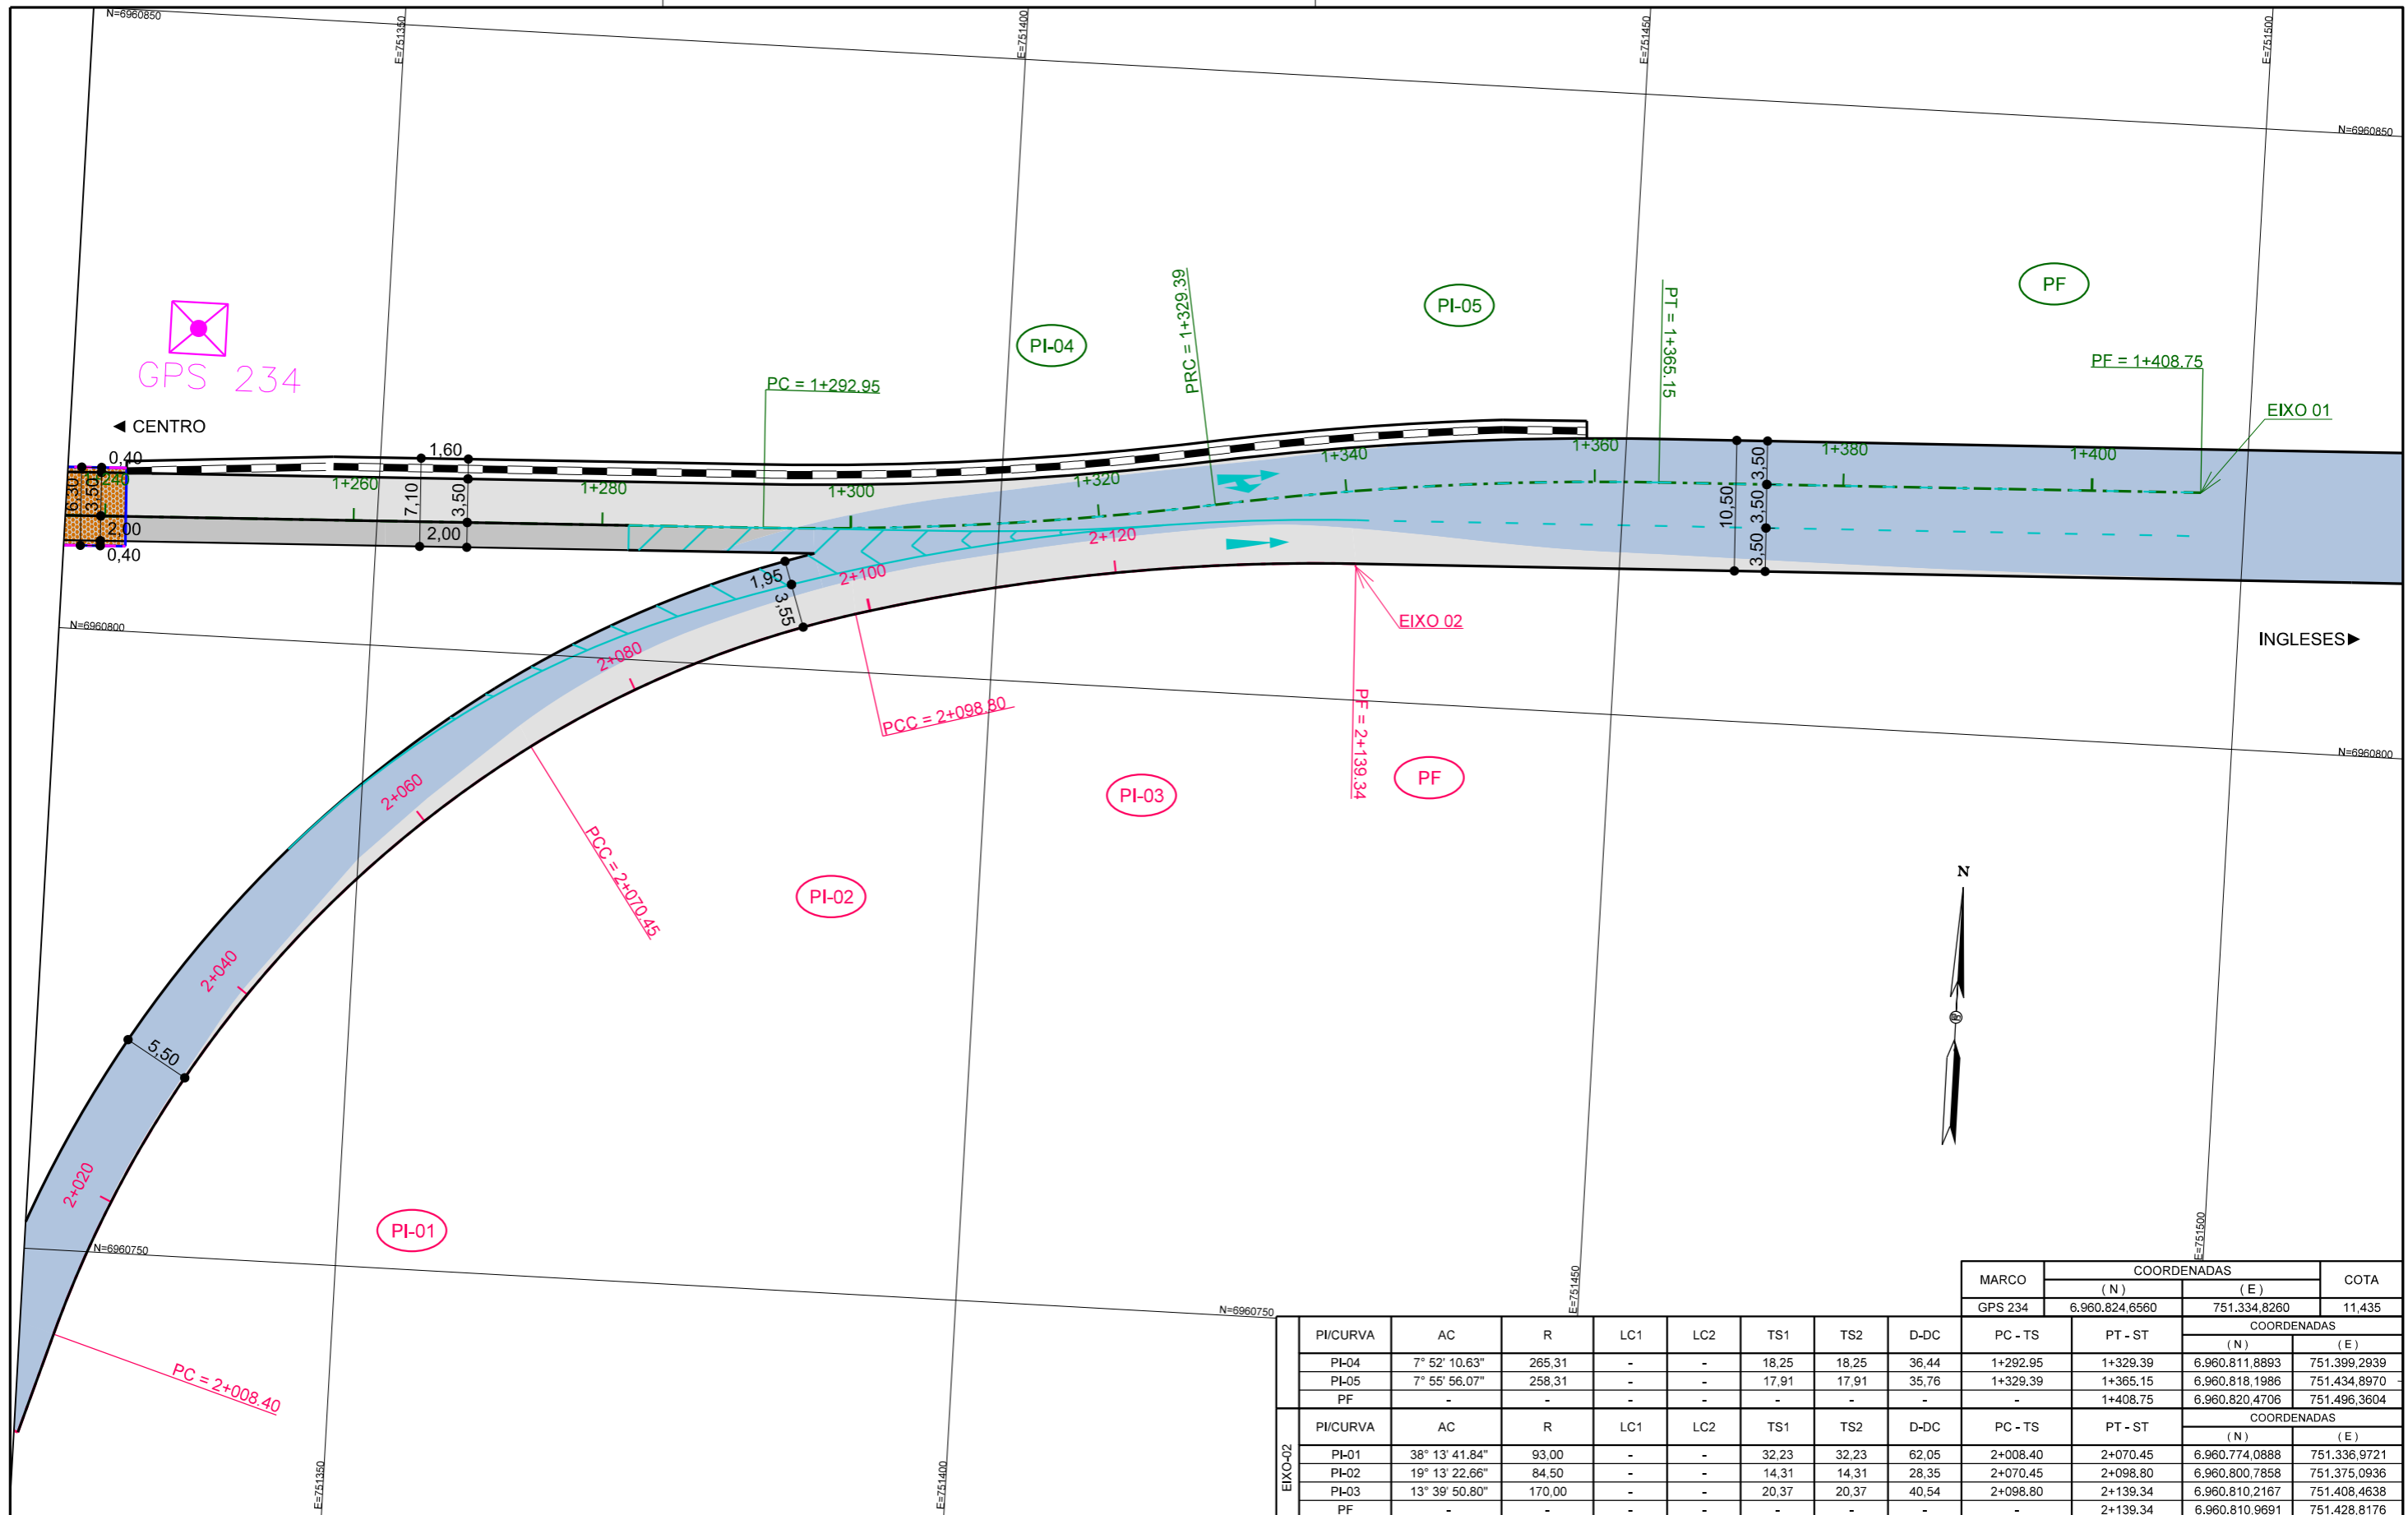 N=6960850
E=751350
E=751400
E=751450
E=751500
N=6960850
GPS 234
◄ CENTRO
PC = 1+292.95
PI-04
PRC = 1+329.39
PI-05
PT = 1+365.15
PF
PF = 1+408.75
EIXO 01
0,40
6,30
3,50
2,00
0,40
1+260
7,10
1,60
3,50
2,00
1+280
1+300
1+320
1+340
1+360
1+380
1+400
10,50
3,50
3,50
3,50
1,95
3,55
2+120
2+100
2+080
2+060
2+040
2+020
5,50
N=6960800
EIXO 02
INGLESES►
PCC = 2+098.80
PF = 2+139.34
PF
N=6960800
PI-03
PCC = 2+070.45
PI-02
N
PI-01
N=6960750
PC = 2+008.40
N=6960750
E=751350
E=751400
E=751450
E=751500
MARCO COORDENADAS COTA
( N ) ( E )
GPS 234 6.960.824,6560 751.334,8260 11,435
PI/CURVA AC R LC1 LC2 TS1 TS2 D-DC PC - TS PT - ST COORDENADAS
( N ) ( E )
PI-04 7° 52' 10.63" 265,31 - - 18,25 18,25 36,44 1+292.95 1+329.39 6.960.811,8893 751.399,2939
PI-05 7° 55' 56.07" 258,31 - - 17,91 17,91 35,76 1+329.39 1+365.15 6.960.818,1986 751.434,8970
PF - - - - - - - - 1+408.75 6.960.820,4706 751.496,3604
EIXO-02
PI/CURVA AC R LC1 LC2 TS1 TS2 D-DC PC - TS PT - ST COORDENADAS
( N ) ( E )
PI-01 38° 13' 41.84" 93,00 - - 32,23 32,23 62,05 2+008.40 2+070.45 6.960.774,0888 751.336,9721
PI-02 19° 13' 22.66" 84,50 - - 14,31 14,31 28,35 2+070.45 2+098.80 6.960.800,7858 751.375,0936
PI-03 13° 39' 50.80" 170,00 - - 20,37 20,37 40,54 2+098.80 2+139.34 6.960.810,2167 751.408,4638
PF - - - - - - - - 2+139.34 6.960.810,9691 751.428,8176